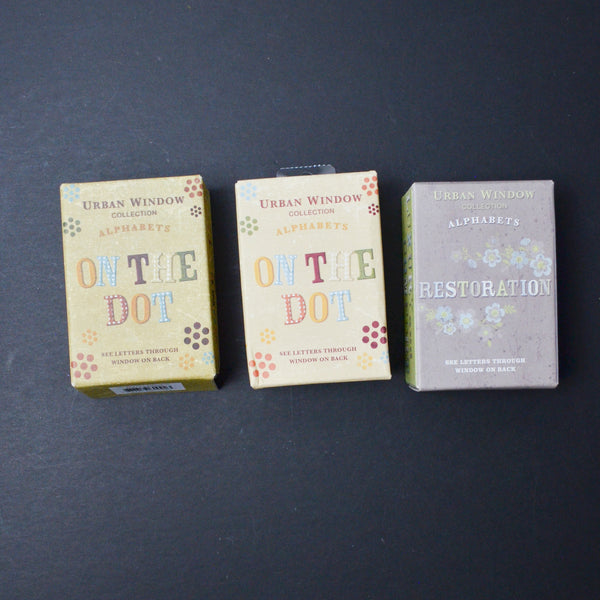 URBAN WINDOW
COLLECTION
ALPHABETS
ON THE
DOT
SEE LETTERS THROUGH
WINDOW ON BACK
URBAN WINDOW
COLLECTION
ALPHABETS
ON THE
DOT
SEE LETTERS THROUGH
WINDOW ON BACK
URBAN WINDOW
COLLECTION
ALPHABETS
RESTORATION
SEE LETTERS THROUGH
WINDOW ON BACK